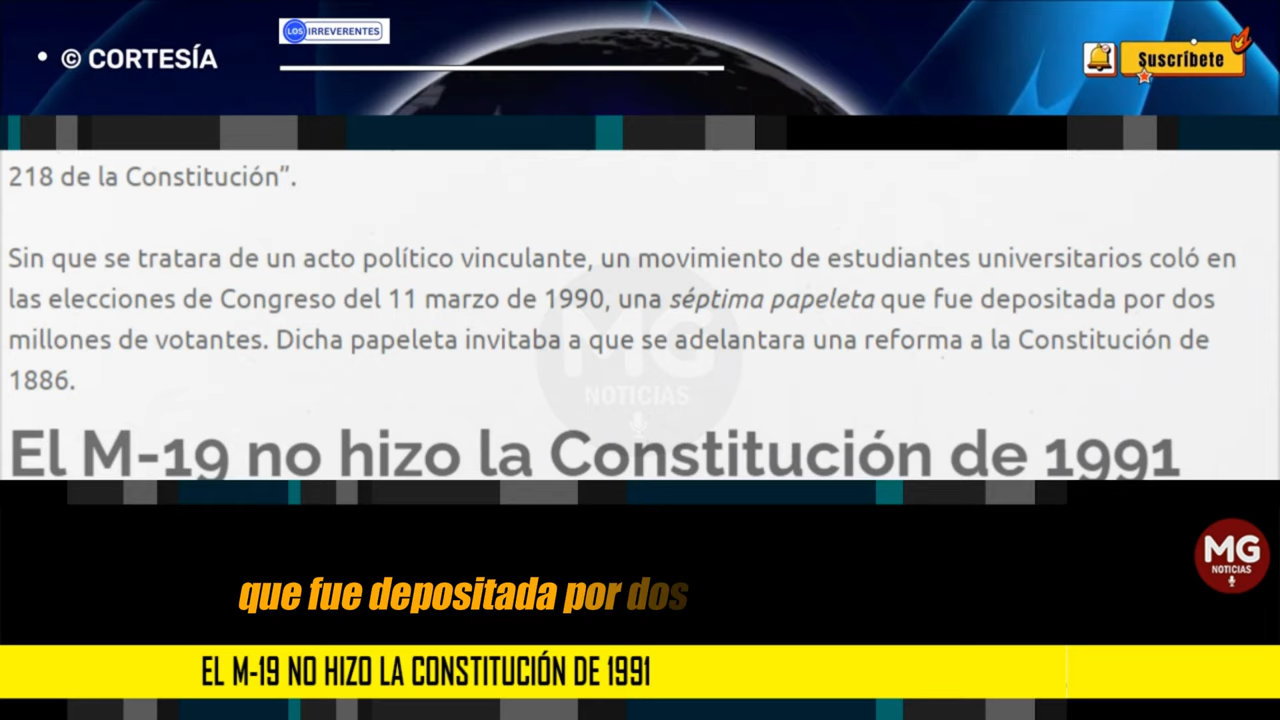 © CORTESÍA
LOS IRREVERENTES
Suscríbete
218 de la Constitución”.
Sin que se tratara de un acto político vinculante, un movimiento de estudiantes universitarios coló en
las elecciones de Congreso del 11 marzo de 1990, una séptima papeleta que fue depositada por dos
millones de votantes. Dicha papeleta invitaba a que se adelantara una reforma a la Constitución de
1886.
MG
NOTICIAS
El M-19 no hizo la Constitución de 1991
MG
NOTICIAS
que fue depositada por dos
EL M-19 NO HIZO LA CONSTITUCIÓN DE 1991